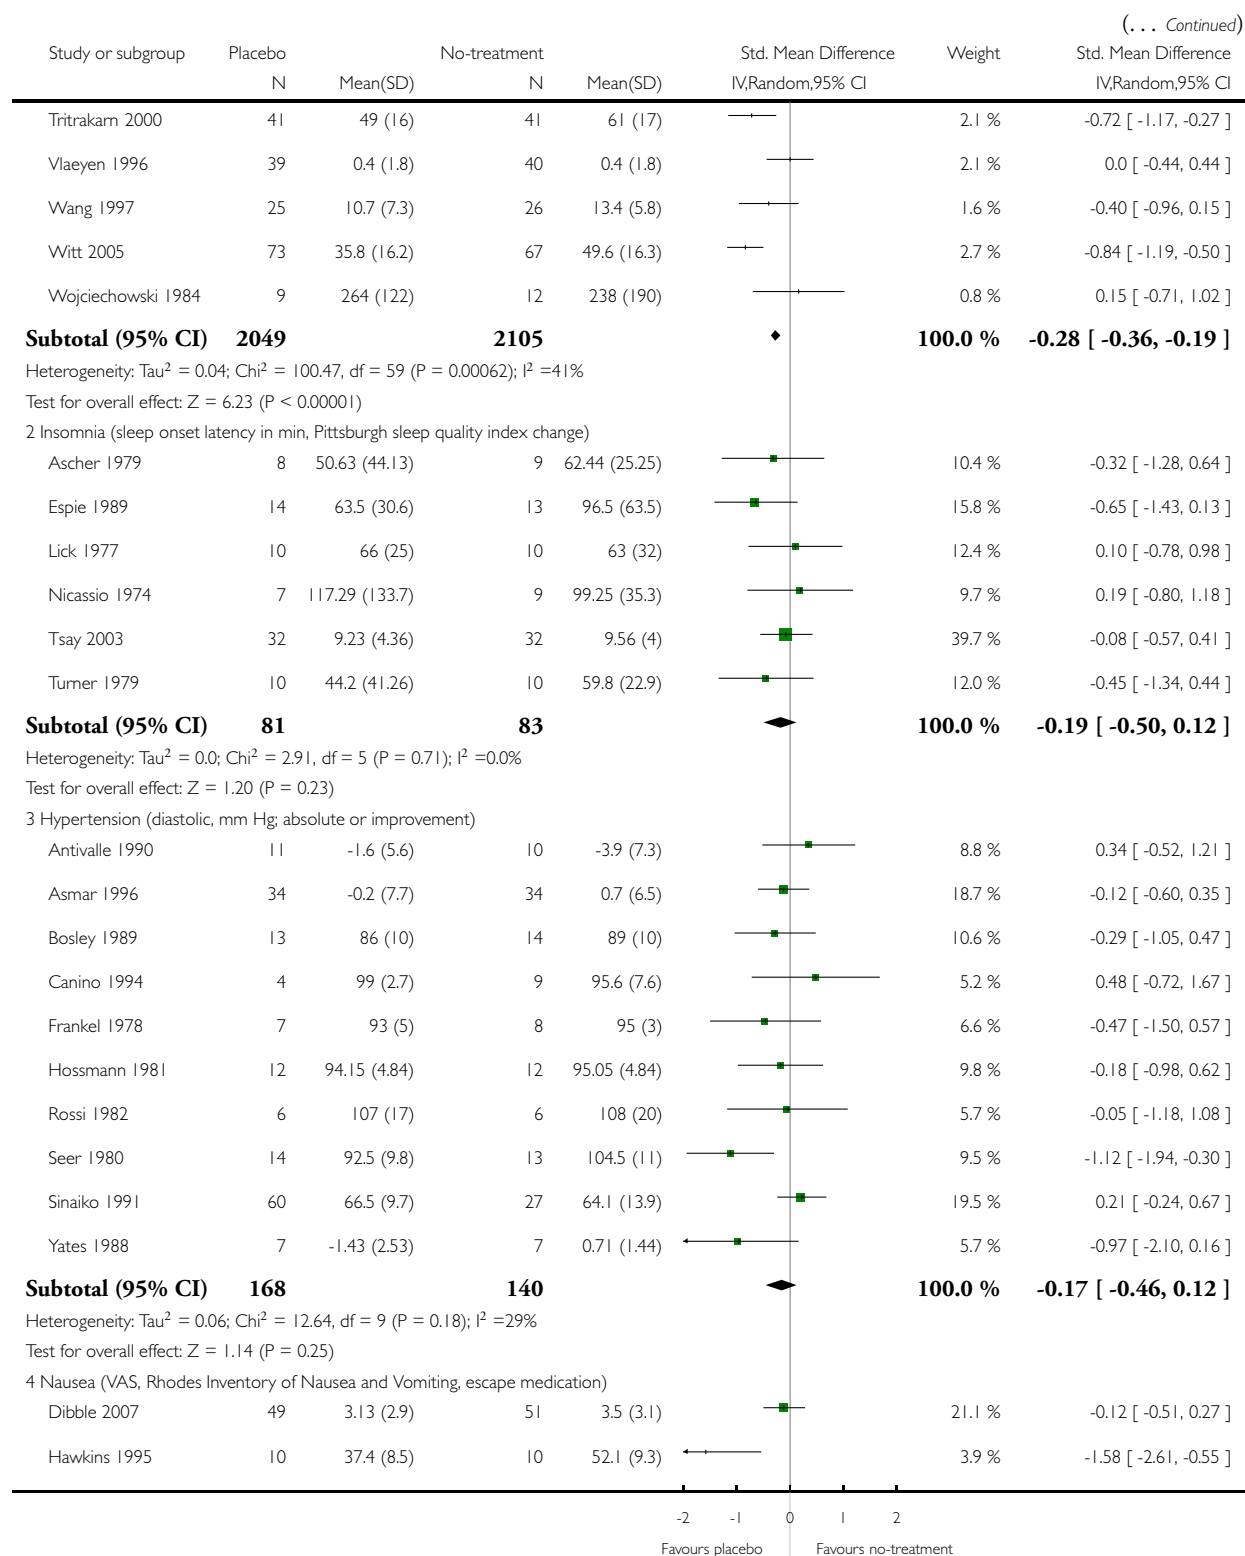 (... Continued)
Study or subgroup Placebo No-treatment Std. Mean Difference Weight Std. Mean Difference
N Mean(SD) N Mean(SD) IV,Random,95% CI IV,Random,95% CI
Tritrakarn 2000 41 49 (16) 41 61 (17) 2.1 % -0.72 [ -1.17, -0.27 ]
Vlaeyen 1996 39 0.4 (1.8) 40 0.4 (1.8) 2.1 % 0.0 [ -0.44, 0.44 ]
Wang 1997 25 10.7 (7.3) 26 13.4 (5.8) 1.6 % -0.40 [ -0.96, 0.15 ]
Witt 2005 73 35.8 (16.2) 67 49.6 (16.3) 2.7 % -0.84 [ -1.19, -0.50 ]
Wojciechowski 1984 9 264 (122) 12 238 (190) 0.8 % 0.15 [ -0.71, 1.02 ]
Subtotal (95% CI) 2049 2105 100.0 % -0.28 [ -0.36, -0.19 ]
Heterogeneity: Tau² = 0.04; Chi² = 100.47, df = 59 (P = 0.00062); I² =41%
Test for overall effect: Z = 6.23 (P < 0.00001)
2 Insomnia (sleep onset latency in min, Pittsburgh sleep quality index change)
Ascher 1979 8 50.63 (44.13) 9 62.44 (25.25) 10.4 % -0.32 [ -1.28, 0.64 ]
Espie 1989 14 63.5 (30.6) 13 96.5 (63.5) 15.8 % -0.65 [ -1.43, 0.13 ]
Lick 1977 10 66 (25) 10 63 (32) 12.4 % 0.10 [ -0.78, 0.98 ]
Nicassio 1974 7 117.29 (133.7) 9 99.25 (35.3) 9.7 % 0.19 [ -0.80, 1.18 ]
Tsay 2003 32 9.23 (4.36) 32 9.56 (4) 39.7 % -0.08 [ -0.57, 0.41 ]
Turner 1979 10 44.2 (41.26) 10 59.8 (22.9) 12.0 % -0.45 [ -1.34, 0.44 ]
Subtotal (95% CI) 81 83 100.0 % -0.19 [ -0.50, 0.12 ]
Heterogeneity: Tau² = 0.0; Chi² = 2.91, df = 5 (P = 0.71); I² =0.0%
Test for overall effect: Z = 1.20 (P = 0.23)
3 Hypertension (diastolic, mm Hg; absolute or improvement)
Antivalle 1990 11 -1.6 (5.6) 10 -3.9 (7.3) 8.8 % 0.34 [ -0.52, 1.21 ]
Asmar 1996 34 -0.2 (7.7) 34 0.7 (6.5) 18.7 % -0.12 [ -0.60, 0.35 ]
Bosley 1989 13 86 (10) 14 89 (10) 10.6 % -0.29 [ -1.05, 0.47 ]
Canino 1994 4 99 (2.7) 9 95.6 (7.6) 5.2 % 0.48 [ -0.72, 1.67 ]
Frankel 1978 7 93 (5) 8 95 (3) 6.6 % -0.47 [ -1.50, 0.57 ]
Hossmann 1981 12 94.15 (4.84) 12 95.05 (4.84) 9.8 % -0.18 [ -0.98, 0.62 ]
Rossi 1982 6 107 (17) 6 108 (20) 5.7 % -0.05 [ -1.18, 1.08 ]
Seer 1980 14 92.5 (9.8) 13 104.5 (11) 9.5 % -1.12 [ -1.94, -0.30 ]
Sinaiko 1991 60 66.5 (9.7) 27 64.1 (13.9) 19.5 % 0.21 [ -0.24, 0.67 ]
Yates 1988 7 -1.43 (2.53) 7 0.71 (1.44) 5.7 % -0.97 [ -2.10, 0.16 ]
Subtotal (95% CI) 168 140 100.0 % -0.17 [ -0.46, 0.12 ]
Heterogeneity: Tau² = 0.06; Chi² = 12.64, df = 9 (P = 0.18); I² =29%
Test for overall effect: Z = 1.14 (P = 0.25)
4 Nausea (VAS, Rhodes Inventory of Nausea and Vomiting, escape medication)
Dibble 2007 49 3.13 (2.9) 51 3.5 (3.1) 21.1 % -0.12 [ -0.51, 0.27 ]
Hawkins 1995 10 37.4 (8.5) 10 52.1 (9.3) 3.9 % -1.58 [ -2.61, -0.55 ]
-2 -1 0 1 2
Favours placebo Favours no-treatment